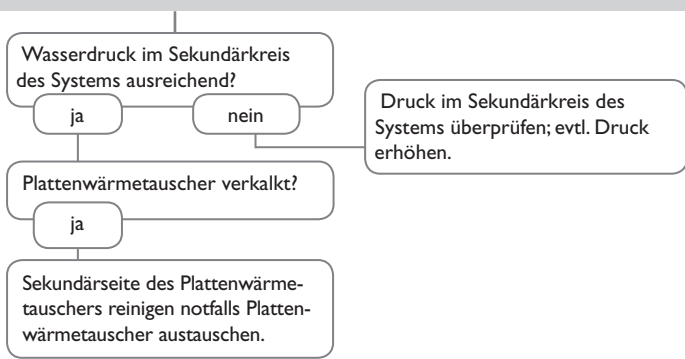 Wasserdruck im Sekundärkreis
des Systems ausreichend?
ja
nein
Druck im Sekundärkreis des
Systems überprüfen; evtl. Druck
erhöhen.
Plattenwärmetauscher verkalkt?
ja
Sekundärseite des Plattenwärme-
tauschers reinigen notfalls Platten-
wärmetauscher austauschen.